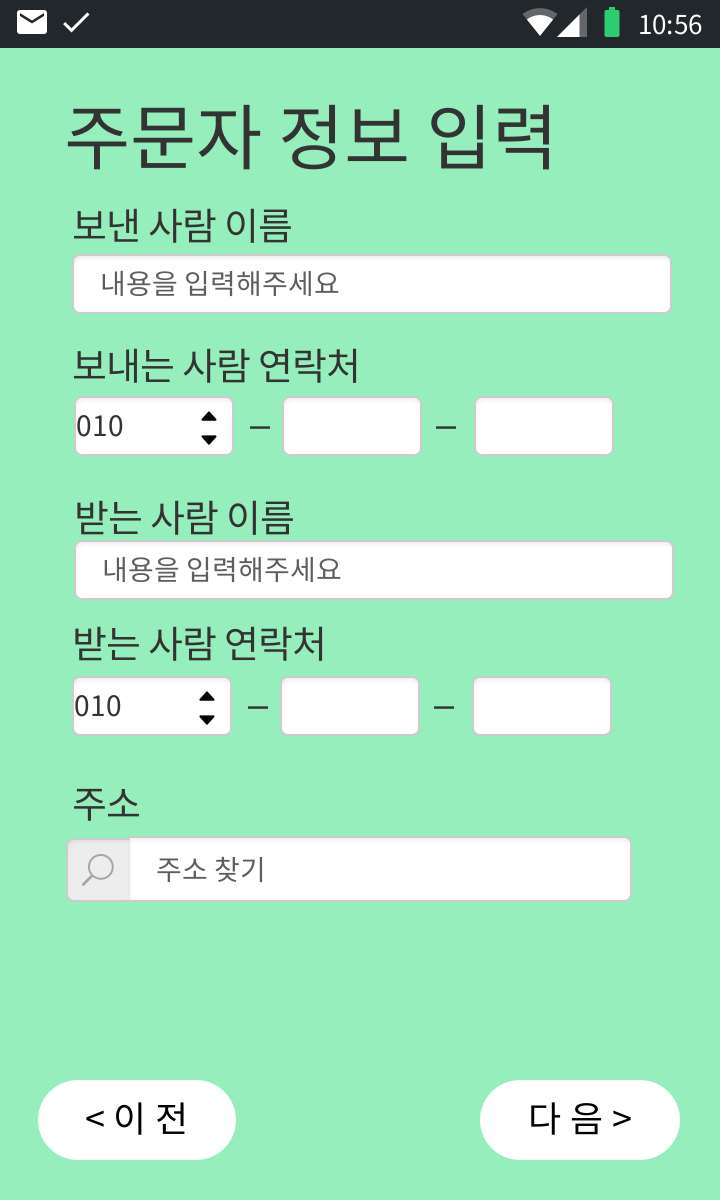 10:56
주문자 정보 입력
보낸 사람 이름
내용을 입력해주세요
보내는 사람 연락처
010 – –
받는 사람 이름
내용을 입력해주세요
받는 사람 연락처
010 – –
주소
주소 찾기
< 이 전 다 음 >